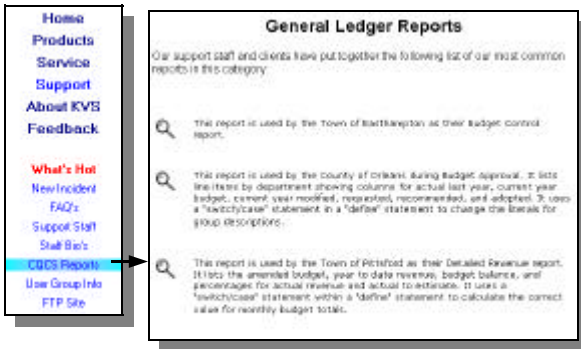 Home
Products
Service
Support
About KVS
Feedback
What's Hot
New Incident
FAQ's
Support Staff
Staff Bio's
CQCS Reports
User Group Info
FTP Site
General Ledger Reports
Our support staff and clients have put together the following list of our most common
reports in this category
This report is used by the Town of Easthampton as their Budget Control
report.
This report is used by the County of Orleans during Budget Approval. It lists
line items by department showing columns for actual last year, current year
budget, current year modified, requested, recommended, and adopted. It uses
a "switch/case" statement in a "define" statement to change the literals for
group descriptions.
This report is used by the Town of Pittsford as their Detailed Revenue report.
It lists the amended budget, year to date revenue, budget balance, and
percentages for actual revenue and actual to estimate. It uses a
"switch/case" statement within a "define" statement to calculate the correct
value for monthly budget totals.